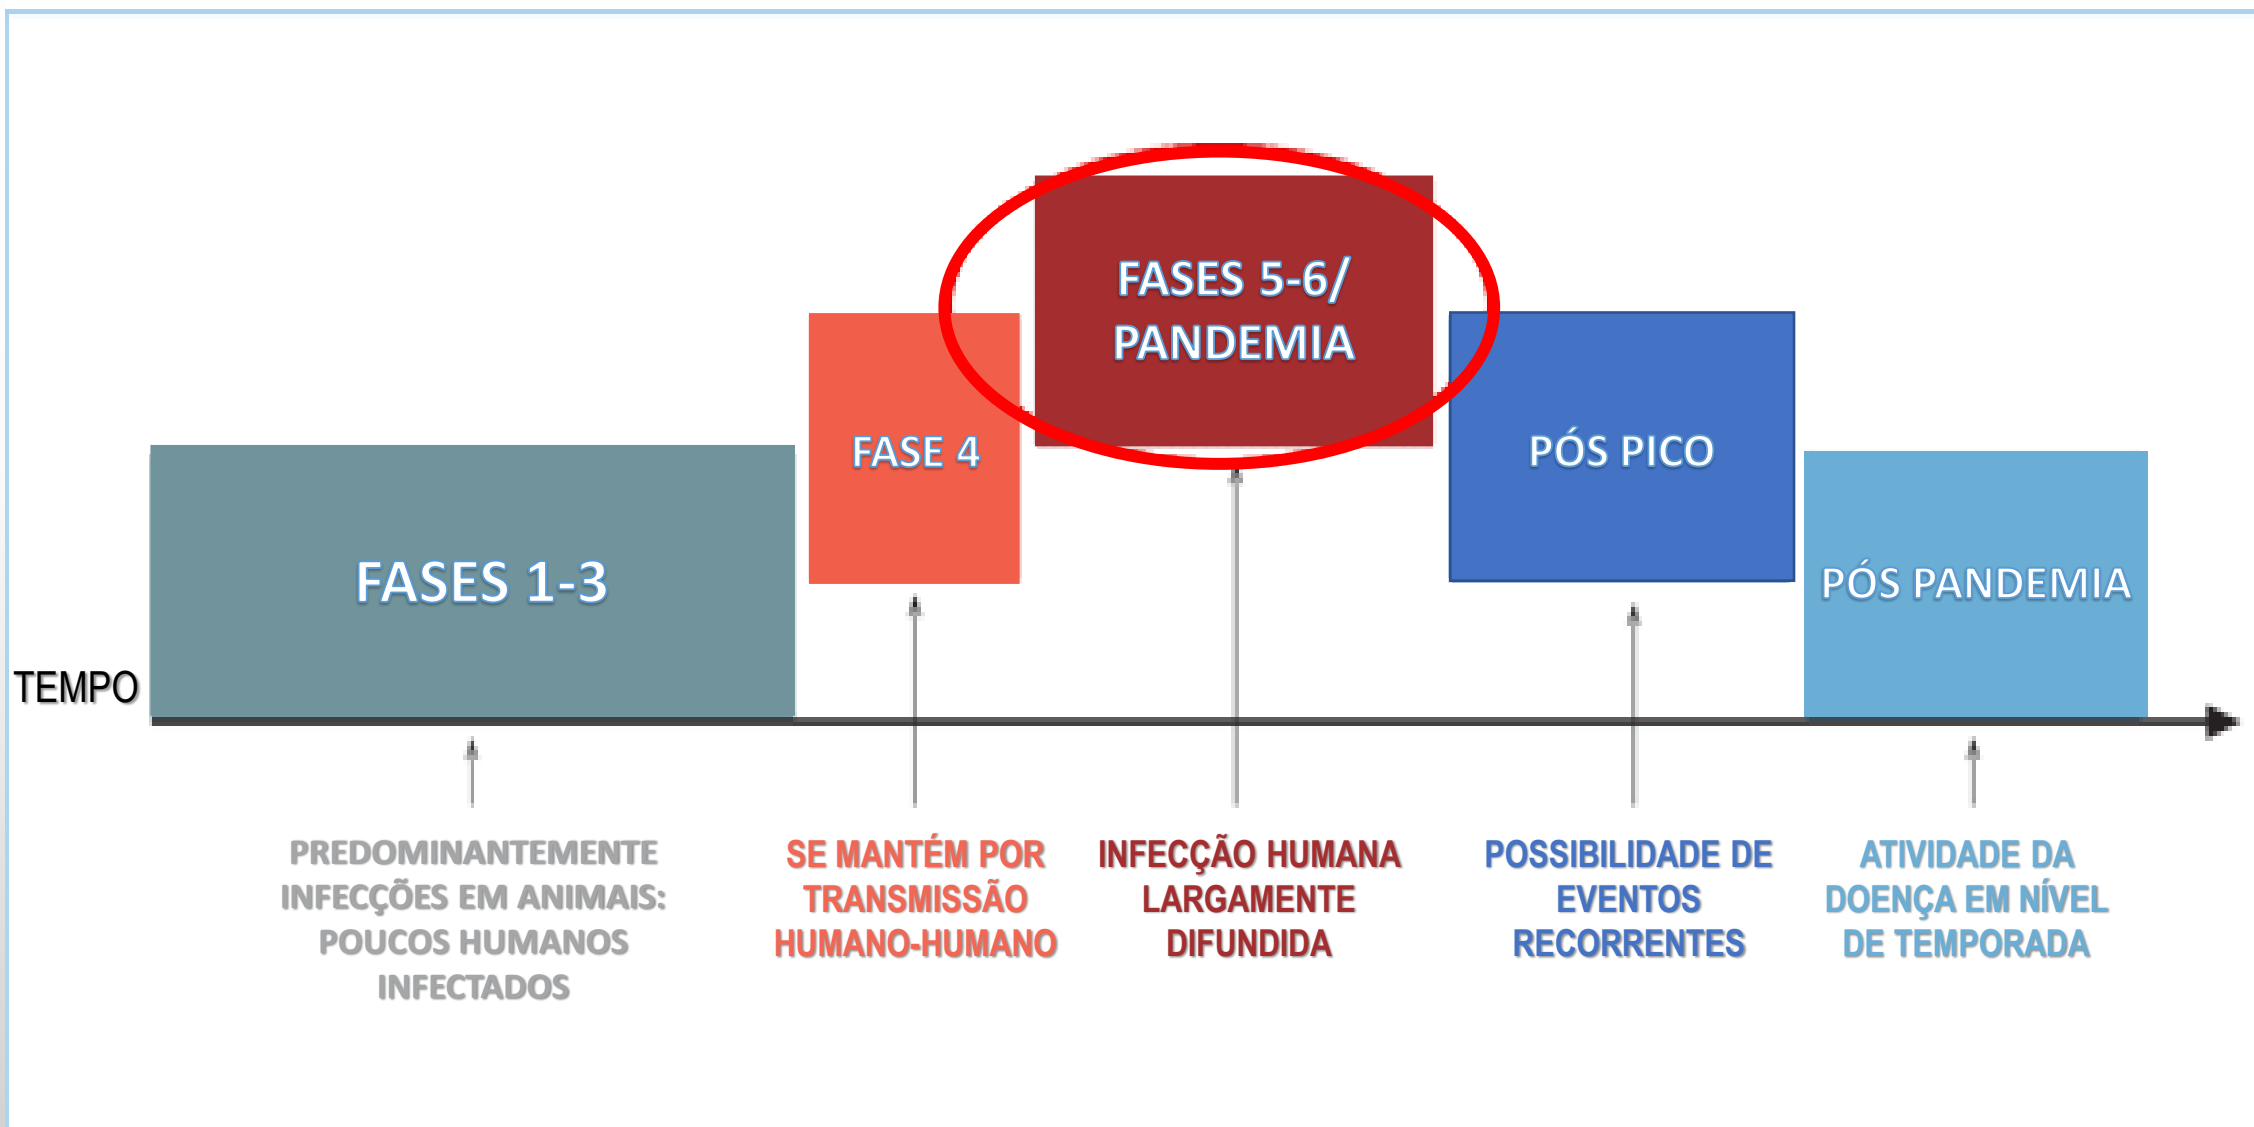 FASES 5-6/
PANDEMIA
FASE 4
PÓS PICO
FASES 1-3
PÓS PANDEMIA
TEMPO
PREDOMINANTEMENTE
INFECÇÕES EM ANIMAIS:
POUCOS HUMANOS
INFECTADOS
SE MANTÉM POR
TRANSMISSÃO
HUMANO-HUMANO
INFECÇÃO HUMANA
LARGAMENTE
DIFUNDIDA
POSSIBILIDADE DE
EVENTOS
RECORRENTES
ATIVIDADE DA
DOENÇA EM NÍVEL
DE TEMPORADA